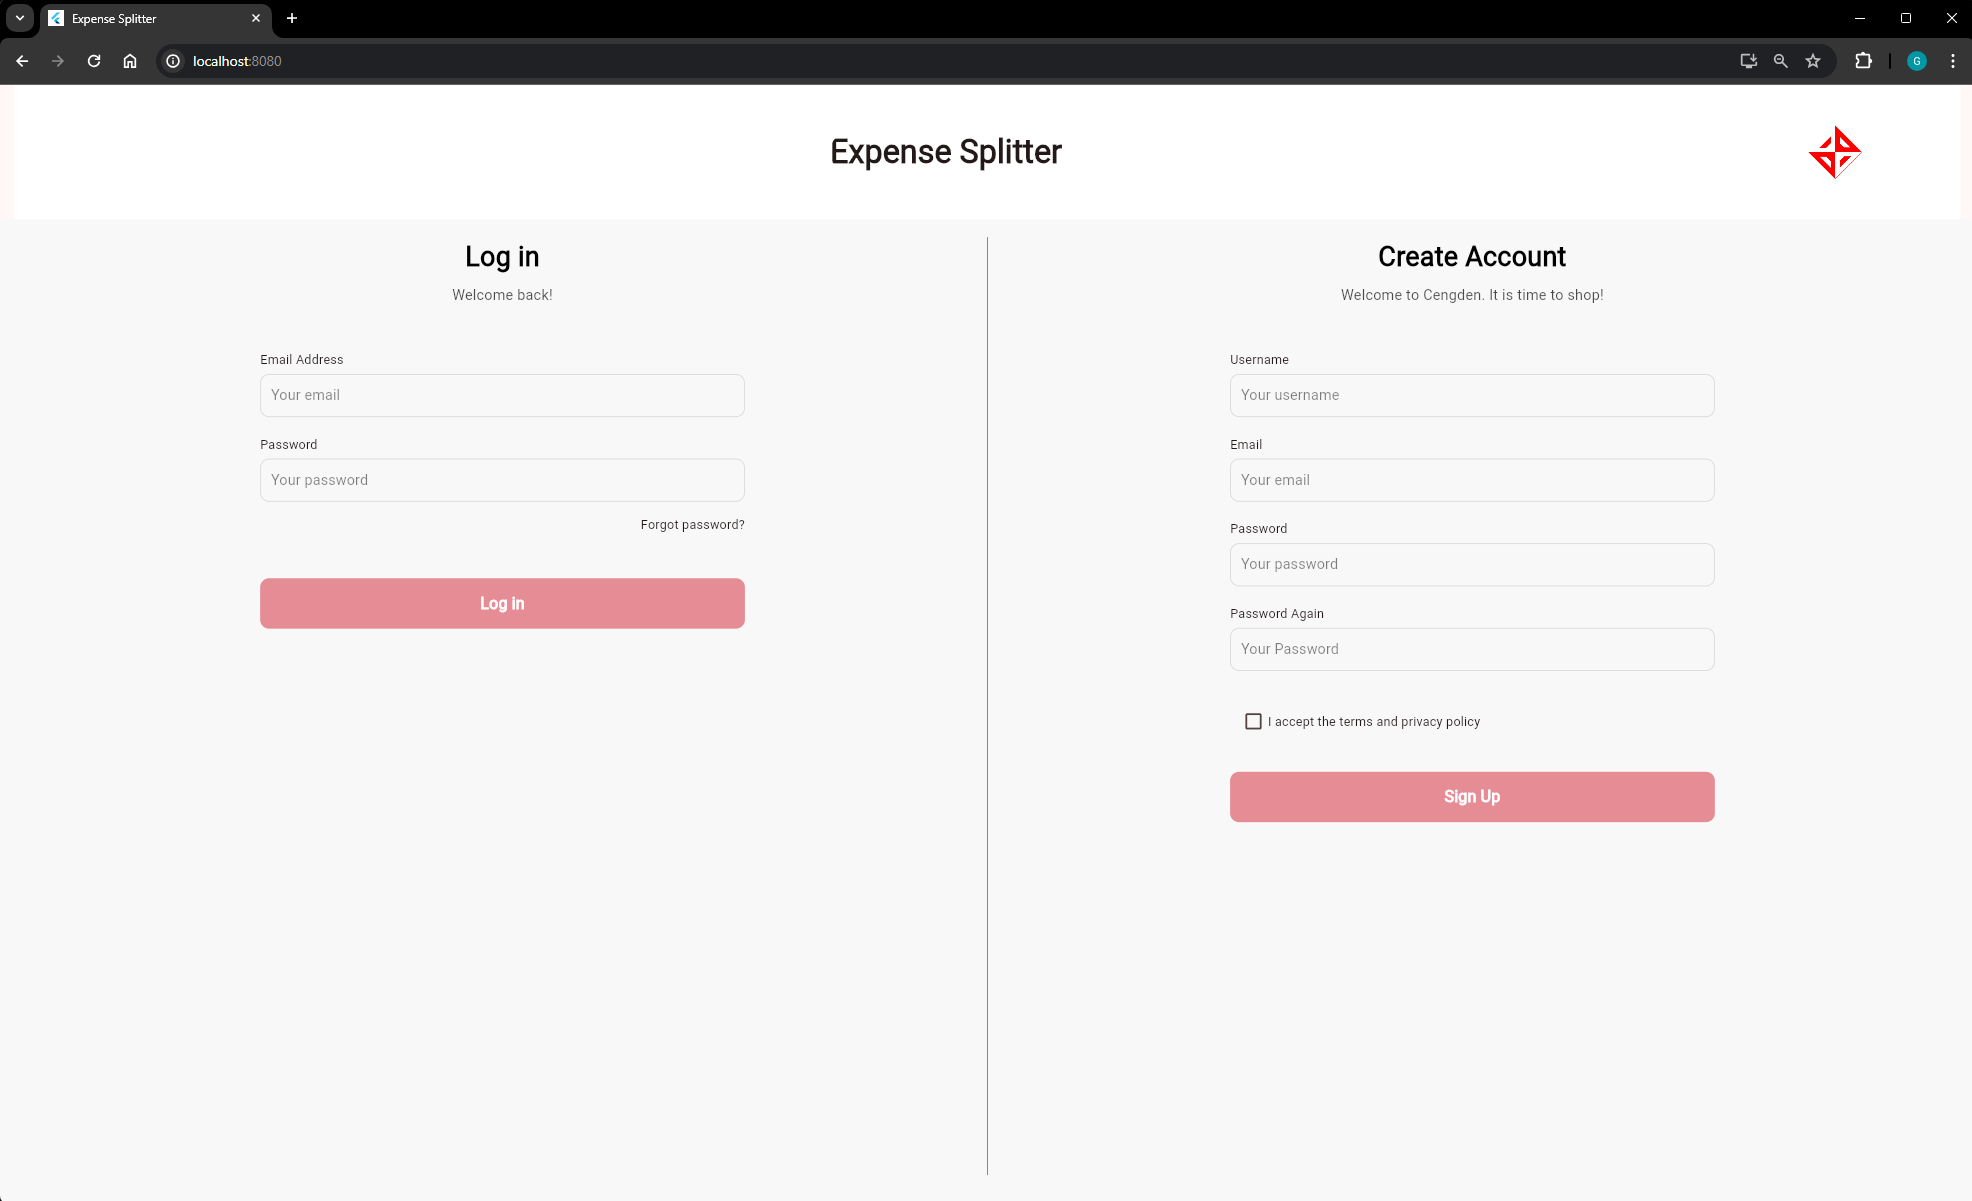 Expense Splitter
localhost:8080
G
Expense Splitter
Log in
Welcome back!
Email Address
Your email
Password
Your password
Forgot password?
Log in
Create Account
Welcome to Cengden. It is time to shop!
Username
Your username
Email
Your email
Password
Your password
Password Again
Your Password
I accept the terms and privacy policy
Sign Up